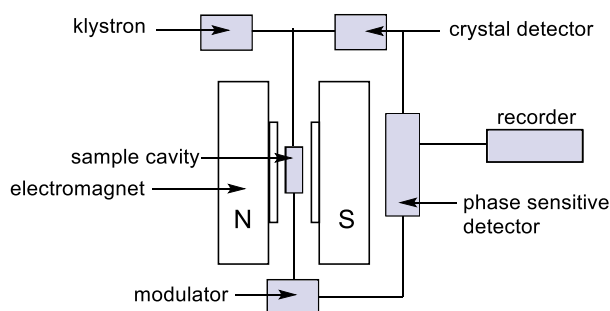 klystron
crystal detector
recorder
sample cavity
electromagnet
N
S
phase sensitive
detector
modulator